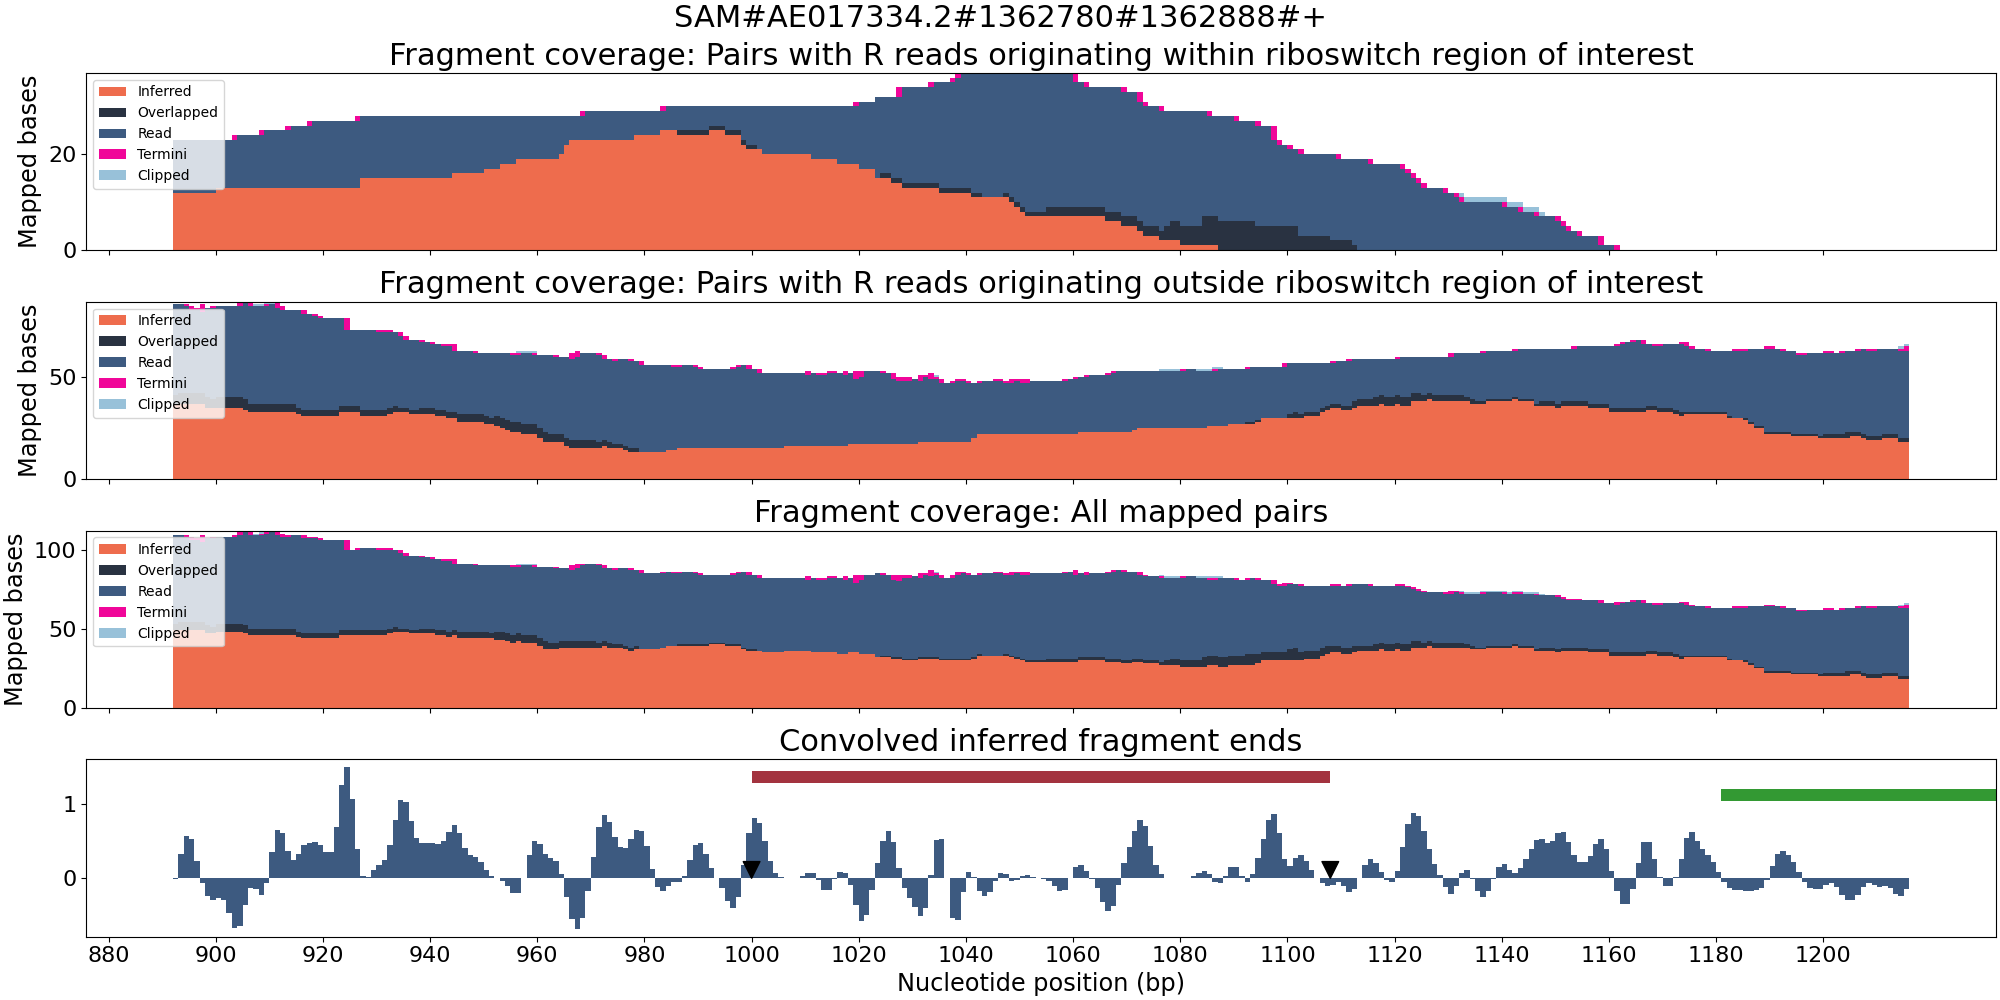 SAM#AE017334.2#1362780#1362888#+
Fragment coverage: Pairs with R reads originating within riboswitch region of interest
Mapped bases
20
0
Inferred
Overlapped
Read
Termini
Clipped
Fragment coverage: Pairs with R reads originating outside riboswitch region of interest
Mapped bases
50
0
Inferred
Overlapped
Read
Termini
Clipped
Fragment coverage: All mapped pairs
Mapped bases
100
50
0
Inferred
Overlapped
Read
Termini
Clipped
Convolved inferred fragment ends
1
0
880 900 920 940 960 980 1000 1020 1040 1060 1080 1100 1120 1140 1160 1180 1200
Nucleotide position (bp)